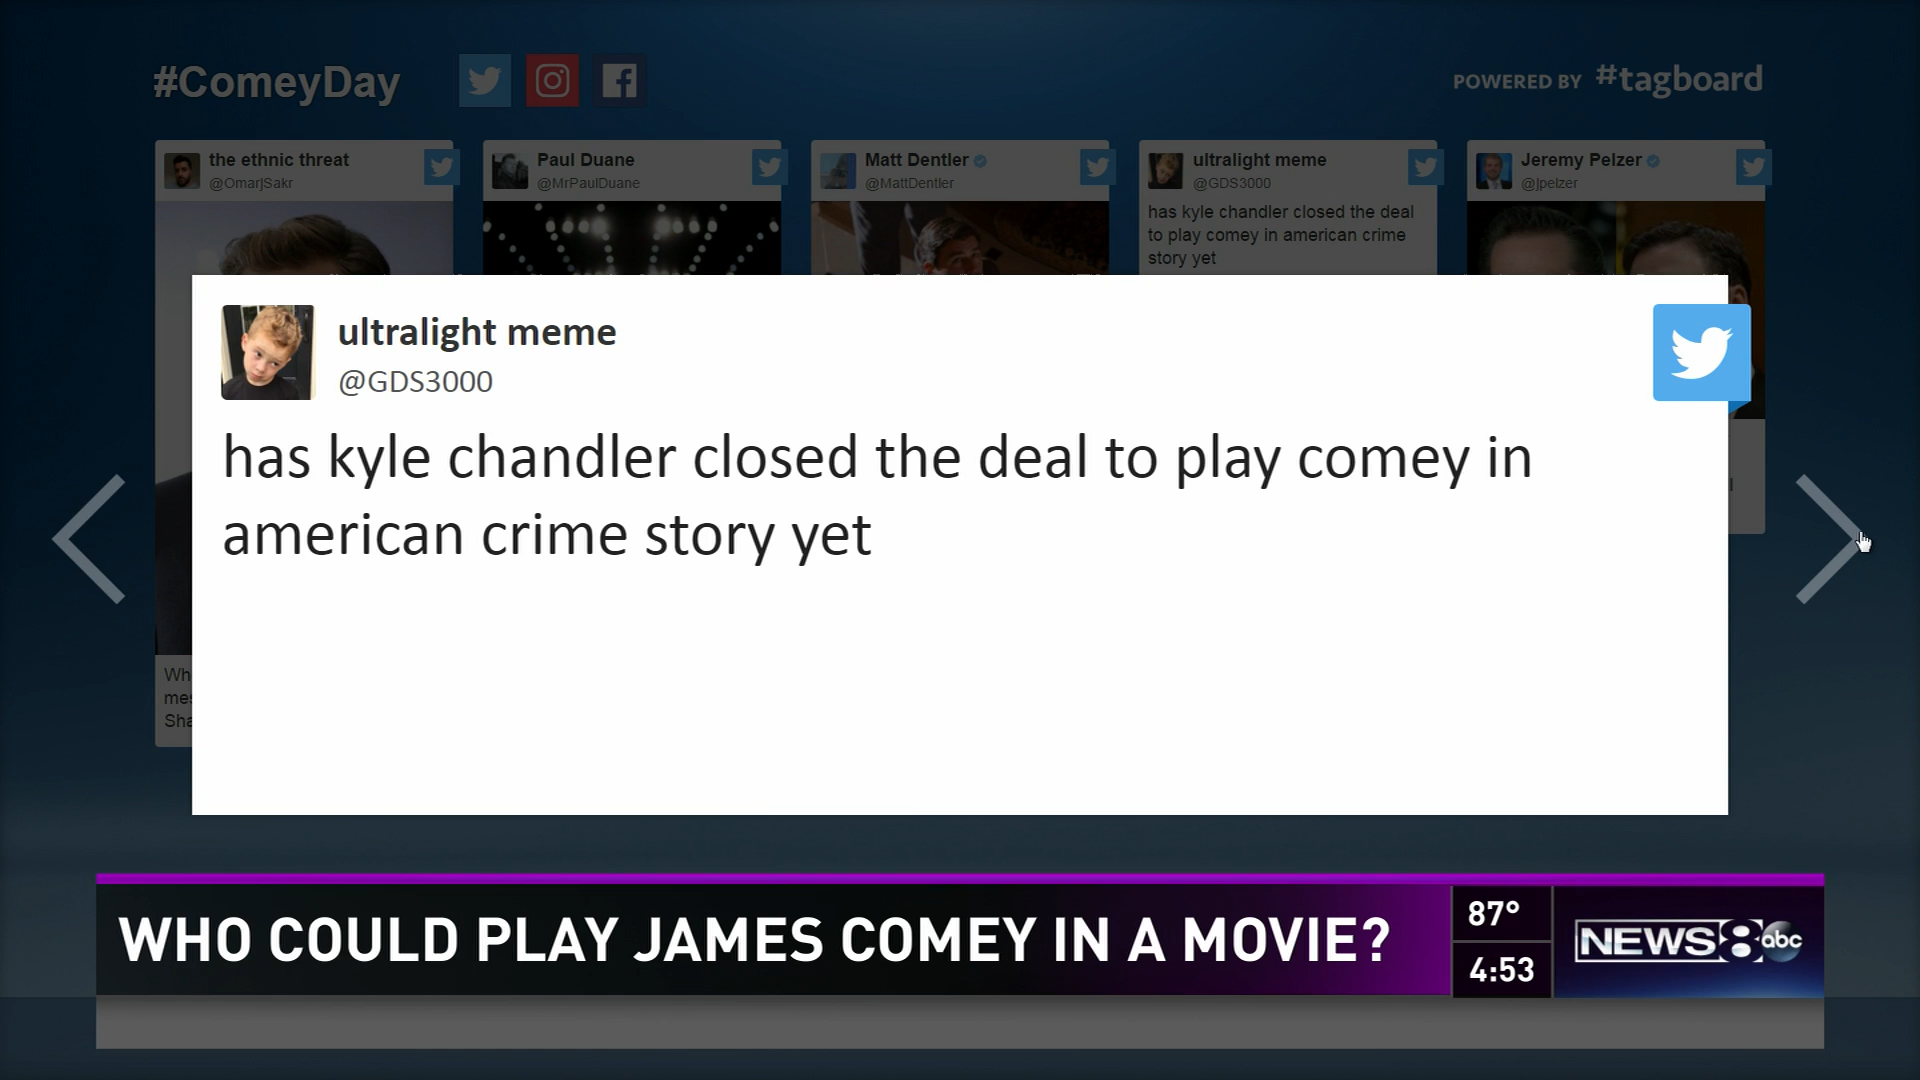 #ComeyDay
POWERED BY #tagboard
the ethnic threat
@OmarjSakr
Paul Duane
@MrPaulDuane
Matt Dentler
@MattDentler
ultralight meme
@GDS3000
has kyle chandler closed the deal
to play comey in american crime
story yet
Jeremy Pelzer
@jpelzer
ultralight meme
@GDS3000
has kyle chandler closed the deal to play comey in
american crime story yet
WHO COULD PLAY JAMES COMEY IN A MOVIE?
87°
4:53
NEWS 8 abc